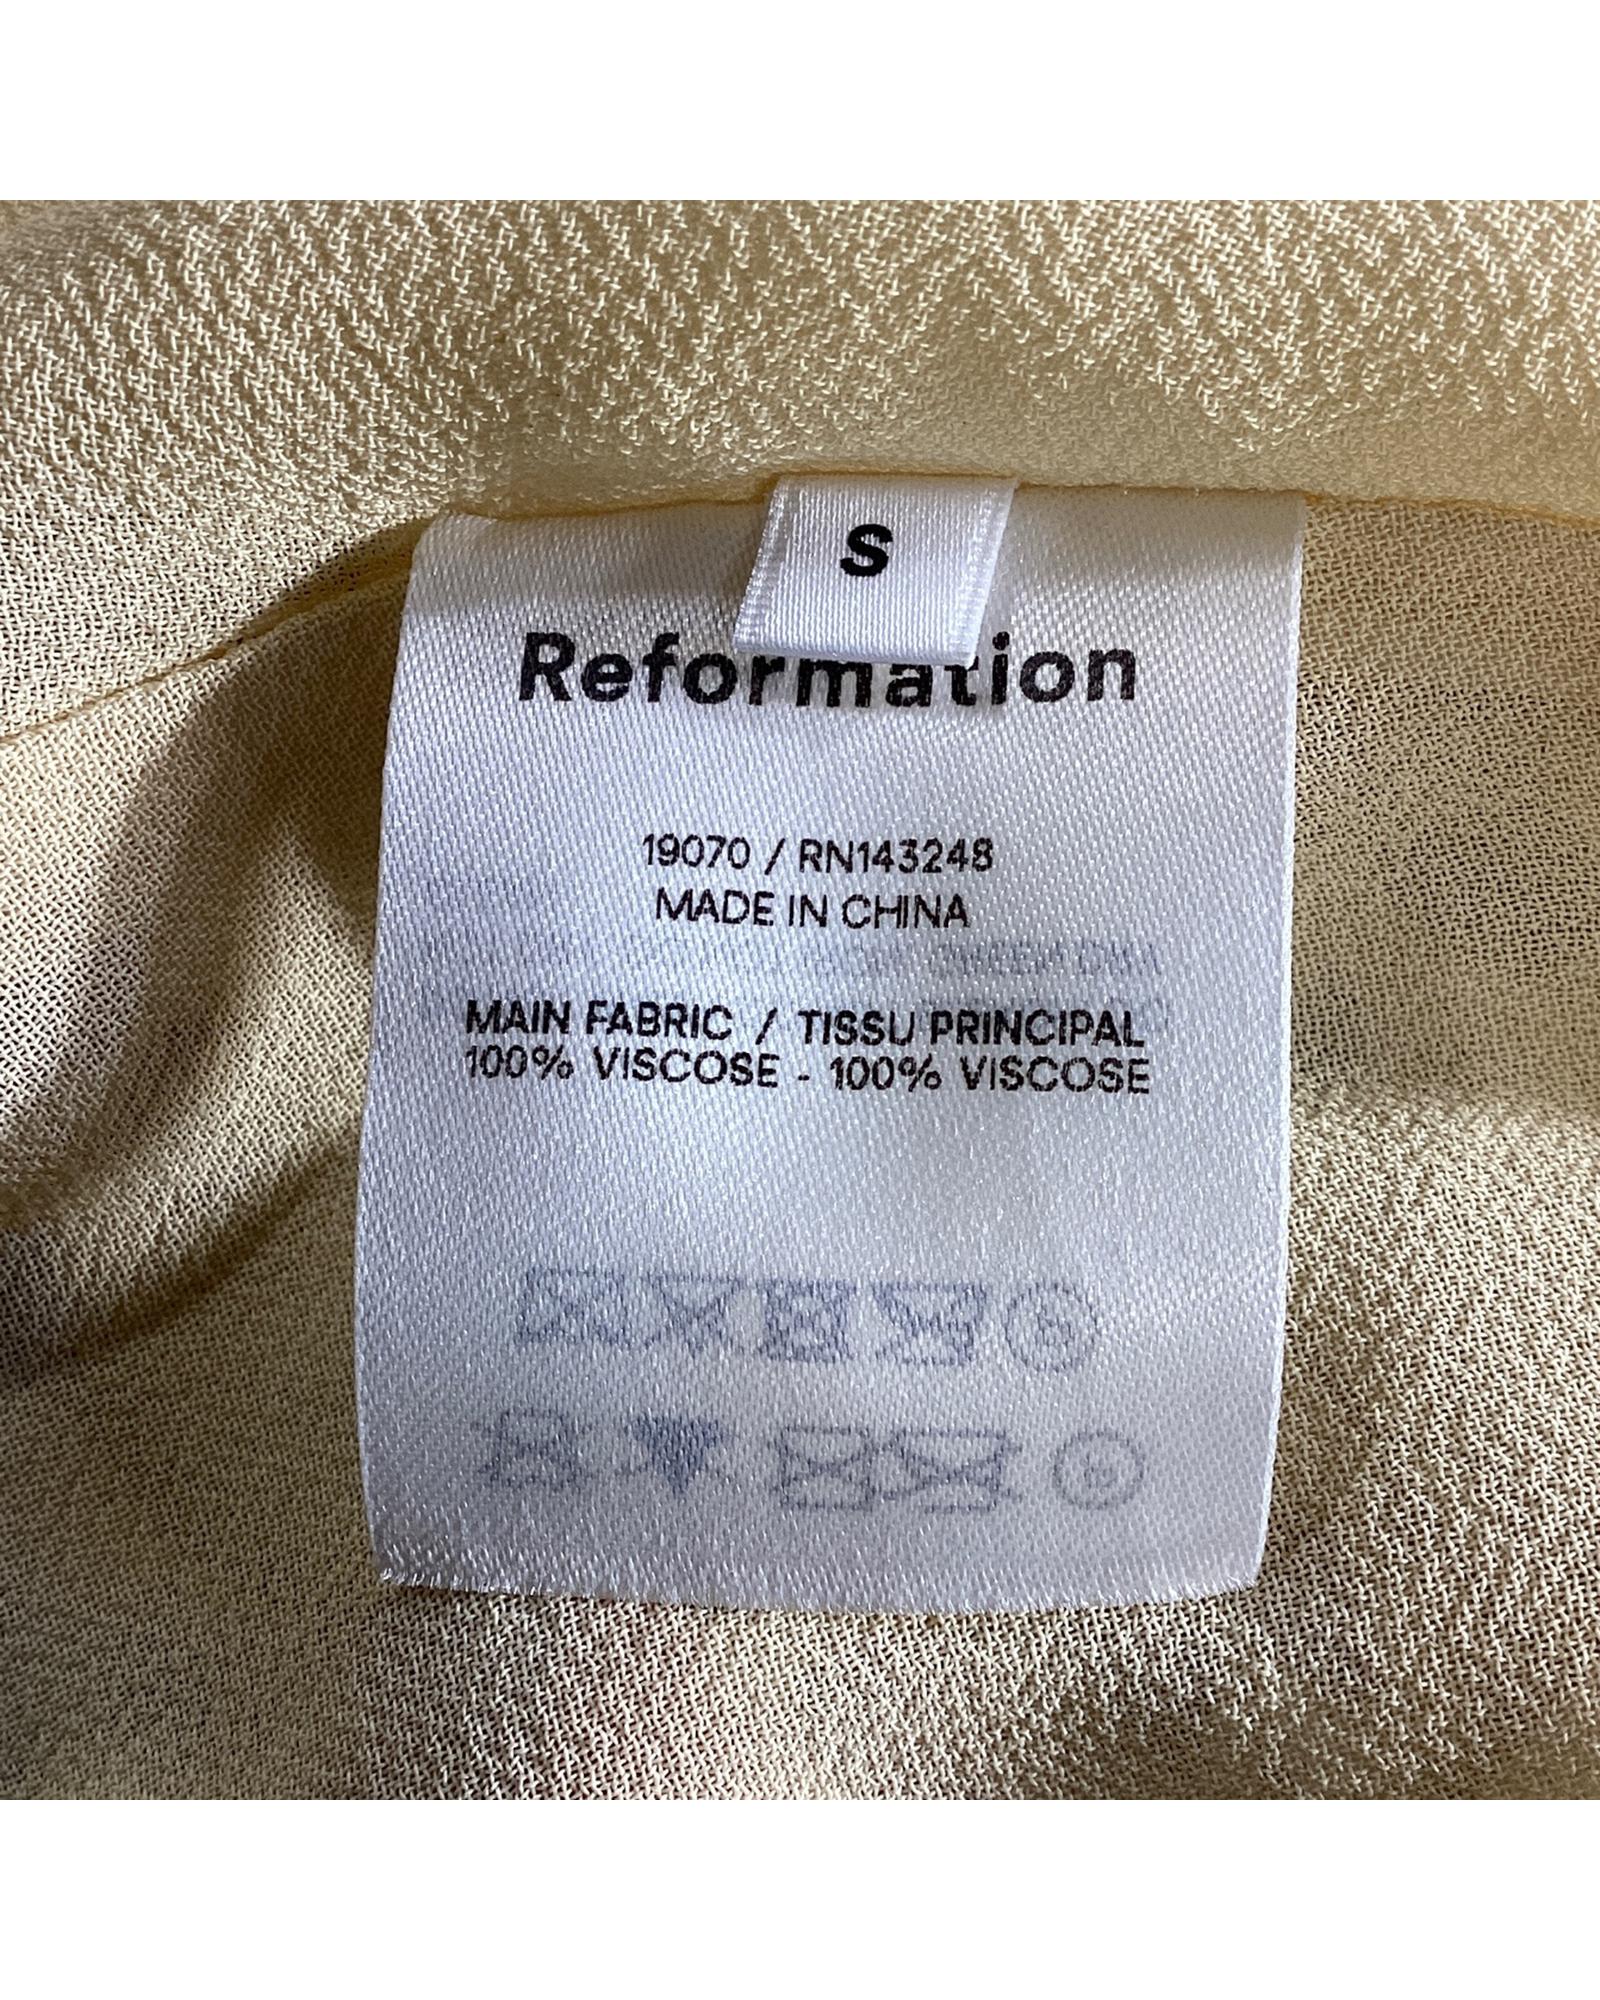 S
Reformation
19070 / RN143248
MADE IN CHINA
MAIN FABRIC / TISSU PRINCIPAL
100% VISCOSE - 100% VISCOSE